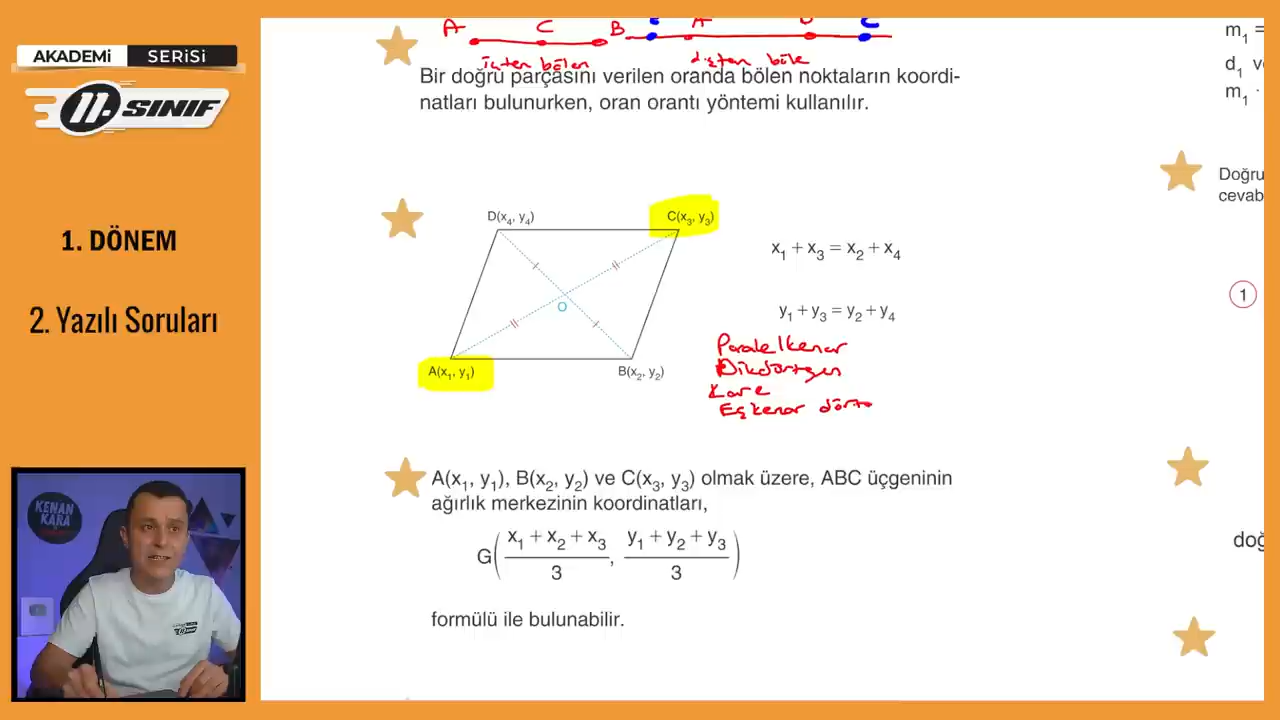 AKADEMİ SERİSİ
11. SINIF
1. DÖNEM
2. Yazılı Soruları
KENAN
KARA
11.SINIF
A C B A
içten bölen
dıştan böle
Bir doğru parçasını verilen oranda bölen noktaların koordi-
natları bulunurken, oran orantı yöntemi kullanılır.
D(x4, y4)
C(x3, y3)
O
A(x1, y1)
B(x2, y2)
x1 + x3 = x2 + x4
y1 + y3 = y2 + y4
Paralelkenar
Dikdörtgen
Kare
Eşkenar dört
A(x1, y1), B(x2, y2) ve C(x3, y3) olmak üzere, ABC üçgeninin
ağırlık merkezinin koordinatları,
G(x1 + x2 + x3 / 3, y1 + y2 + y3 / 3)
formülü ile bulunabilir.
m1 =
d1 v
m1 ·
Doğru
cevab
1
doğ